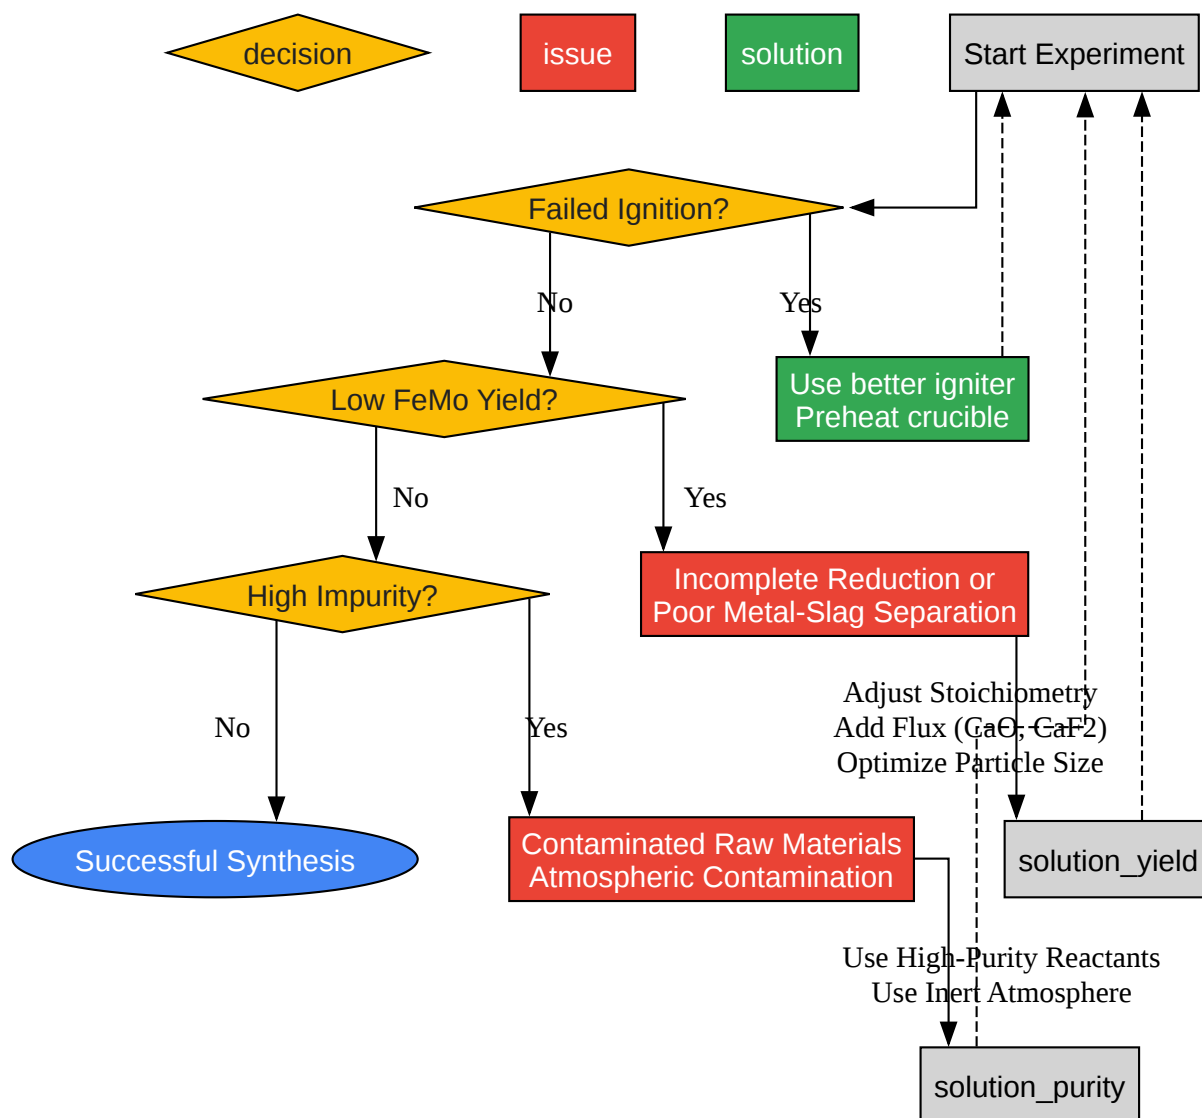 decision
issue
solution
Start Experiment
Failed Ignition?
No
Yes
Low FeMo Yield?
Use better igniter
Preheat crucible
No
Yes
High Impurity?
Incomplete Reduction or
Poor Metal-Slag Separation
No
Yes
Adjust Stoichiometry
Add Flux (CaO, CaF2)
Optimize Particle Size
Successful Synthesis
Contaminated Raw Materials
Atmospheric Contamination
solution_yield
Use High-Purity Reactants
Use Inert Atmosphere
solution_purity